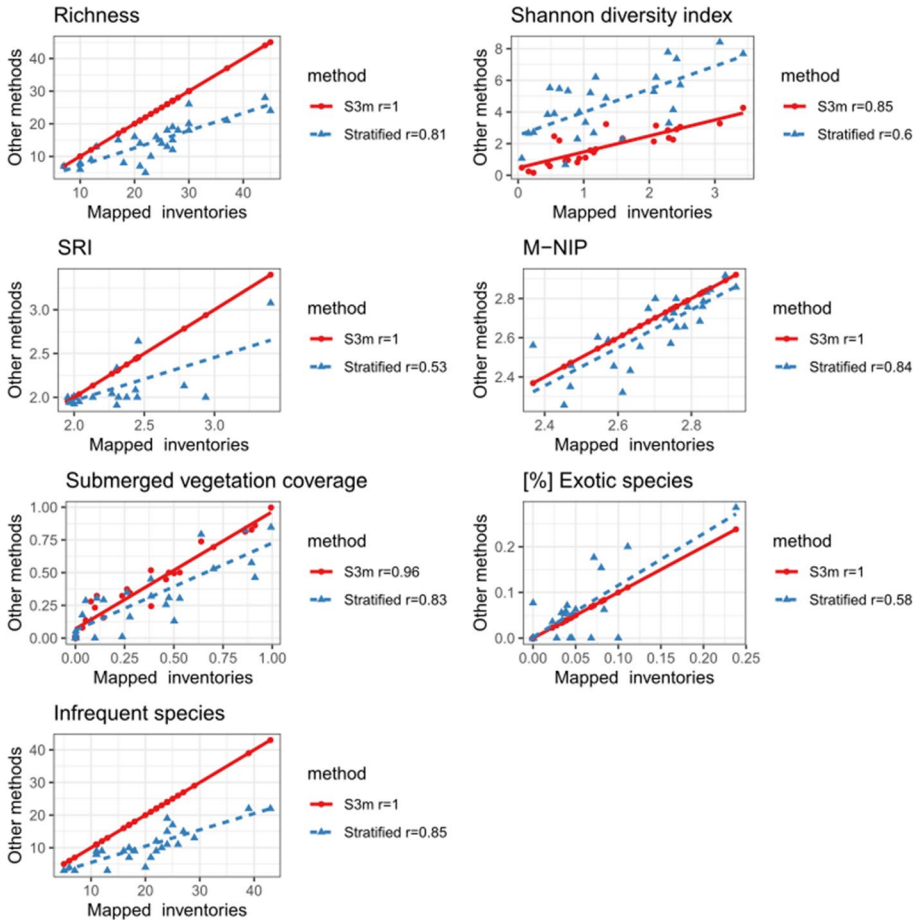 Richness
Other methods
40
30
20
10
10 20 30 40
Mapped inventories
method
S3m r=1
Stratified r=0.81
Shannon diversity index
Other methods
8
6
4
2
0
0 1 2 3
Mapped inventories
method
S3m r=0.85
Stratified r=0.6
SRI
Other methods
3.0
2.5
2.0
2.0 2.5 3.0
Mapped inventories
method
S3m r=1
Stratified r=0.53
M−NIP
Other methods
2.8
2.6
2.4
2.4 2.6 2.8
Mapped inventories
method
S3m r=1
Stratified r=0.84
Submerged vegetation coverage
Other methods
1.00
0.75
0.50
0.25
0.00
0.00 0.25 0.50 0.75 1.00
Mapped inventories
method
S3m r=0.96
Stratified r=0.83
[%] Exotic species
Other methods
0.2
0.1
0.0
0.00 0.05 0.10 0.15 0.20 0.25
Mapped inventories
method
S3m r=1
Stratified r=0.58
Infrequent species
Other methods
40
30
20
10
10 20 30 40
Mapped inventories
method
S3m r=1
Stratified r=0.85